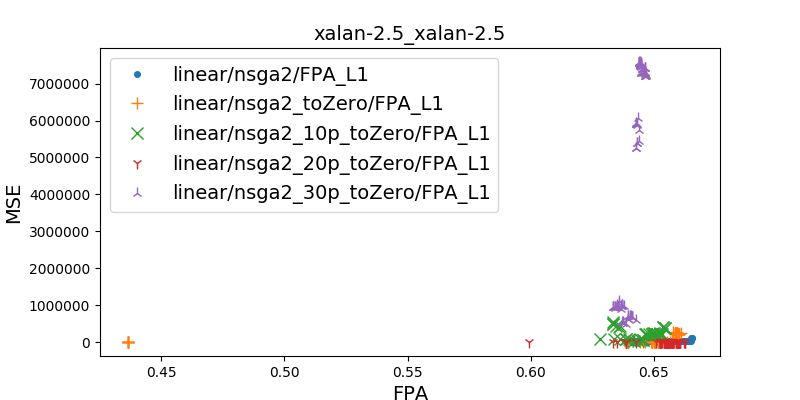 xalan-2.5_xalan-2.5
linear/nsga2/FPA_L1
linear/nsga2_toZero/FPA_L1
linear/nsga2_10p_toZero/FPA_L1
linear/nsga2_20p_toZero/FPA_L1
linear/nsga2_30p_toZero/FPA_L1
MSE
7000000
6000000
5000000
4000000
3000000
2000000
1000000
0
0.45
0.50
0.55
0.60
0.65
FPA